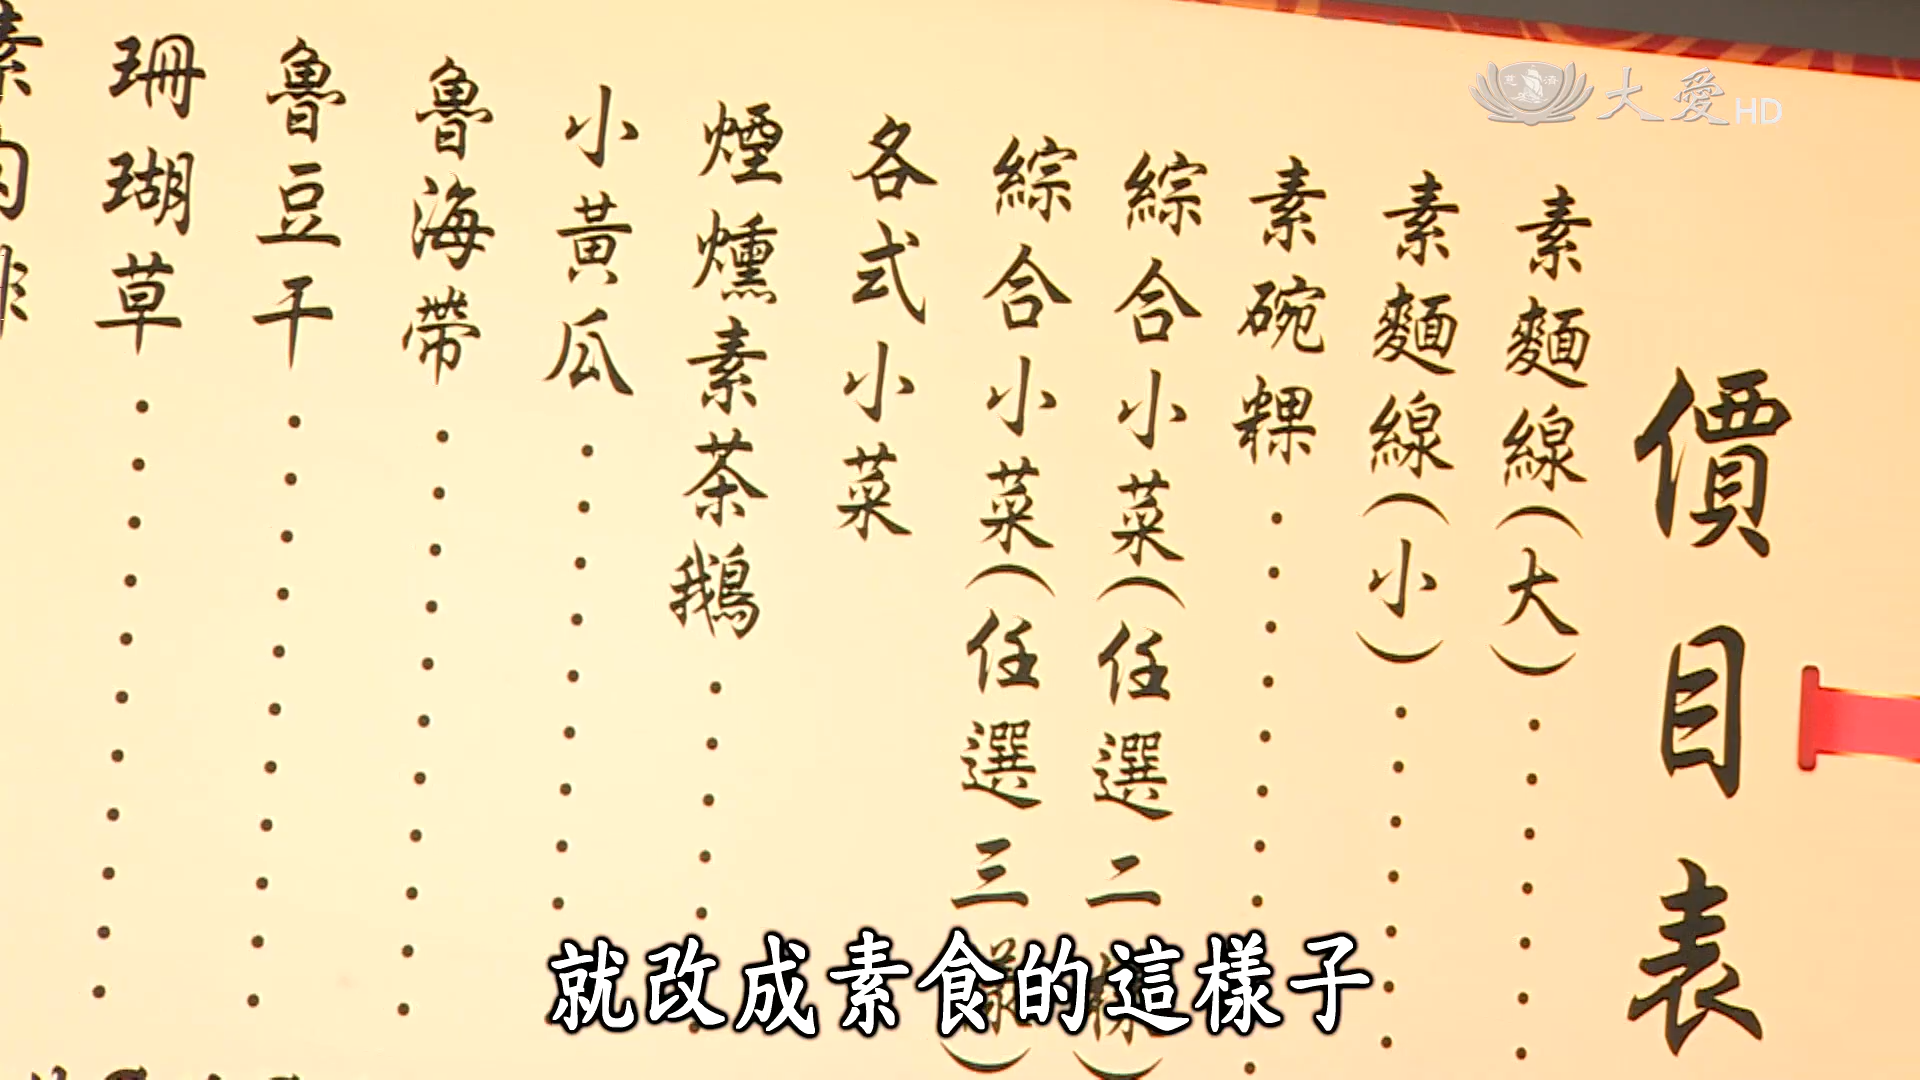 價目表
素麵線(大)
素麵線(小)
素碗粿
綜合小菜(任選二樣)
綜合小菜(任選三樣)
各式小菜
煙燻素茶鵝
小黃瓜
魯海帶
魯豆干
珊瑚草
大愛HD
就改成素食的這樣子